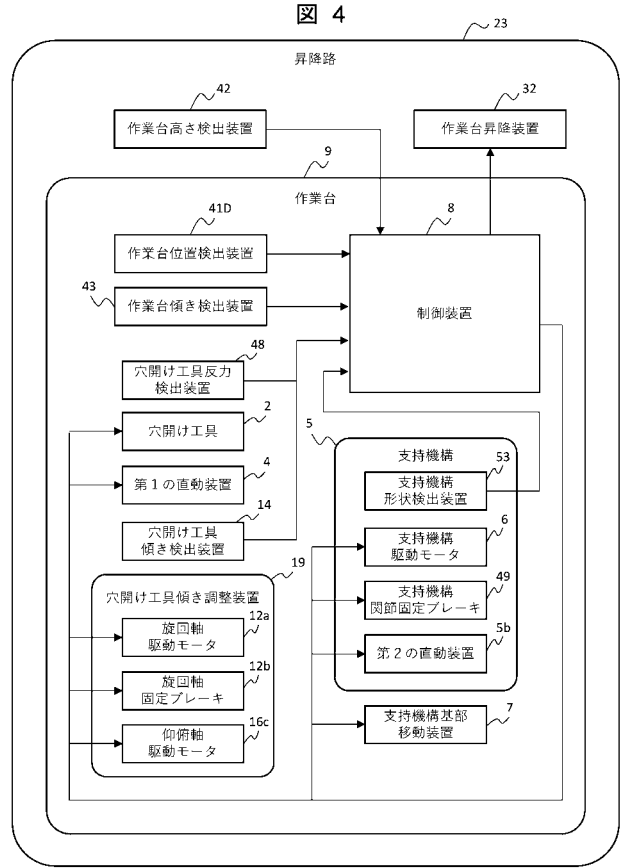 図 4
23
昇降路
42
作業台高さ検出装置
32
作業台昇降装置
9
作業台
41D
作業台位置検出装置
8
制御装置
43
作業台傾き検出装置
48
穴開け工具反力
検出装置
2
穴開け工具
4
第1の直動装置
14
穴開け工具
傾き検出装置
19
穴開け工具傾き調整装置
12a
旋回軸
駆動モータ
12b
旋回軸
固定ブレーキ
16c
仰俯軸
駆動モータ
5
支持機構
53
支持機構
形状検出装置
6
支持機構
駆動モータ
49
支持機構
関節固定ブレーキ
5b
第2の直動装置
支持機構基部
移動装置
7